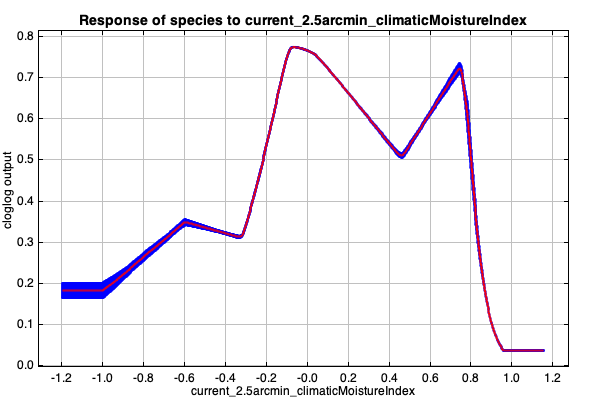 Response of species to current_2.5arcmin_climaticMoistureIndex
0.8
0.7
0.6
0.5
0.4
0.3
0.2
0.1
0.0
cloglog output
-1.2 -1.0 -0.8 -0.6 -0.4 -0.2 -0.0 0.2 0.4 0.6 0.8 1.0 1.2
current_2.5arcmin_climaticMoistureIndex